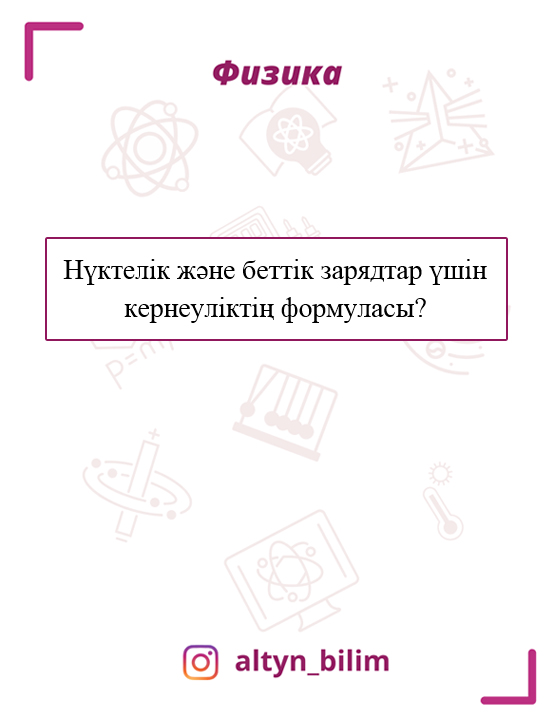 Физика
Нүктелік және беттік зарядтар үшін
кернеуліктің формуласы?
altyn_bilim